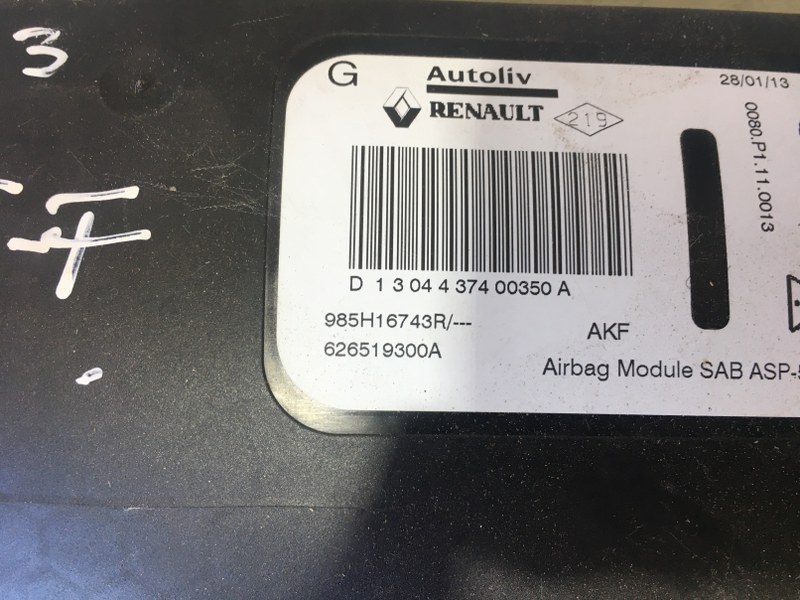 3
G
Autoliv
RENAULT
219
28/01/13
0080.P1.11.0013
D 1 3 04 4 374 00350 A
985H16743R/---
626519300A
AKF
Airbag Module SAB ASP-